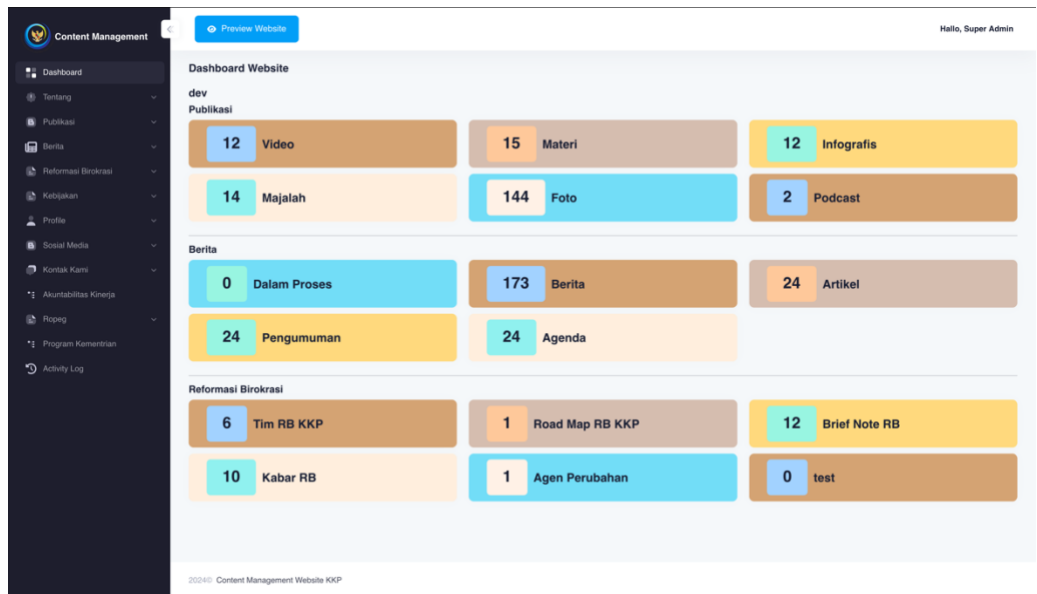 Content Management
Preview Website
Hallo, Super Admin
Dashboard
Tentang
Publikasi
Berita
Reformasi Birokrasi
Kebijakan
Profile
Sosial Media
Kontak Kami
Akuntabilitas Kinerja
Ropeg
Program Kementrian
Activity Log
Dashboard Website
dev
Publikasi
12 Video
15 Materi
12 Infografis
14 Majalah
144 Foto
2 Podcast
Berita
0 Dalam Proses
173 Berita
24 Artikel
24 Pengumuman
24 Agenda
Reformasi Birokrasi
6 Tim RB KKP
1 Road Map RB KKP
12 Brief Note RB
10 Kabar RB
1 Agen Perubahan
0 test
2024© Content Management Website KKP